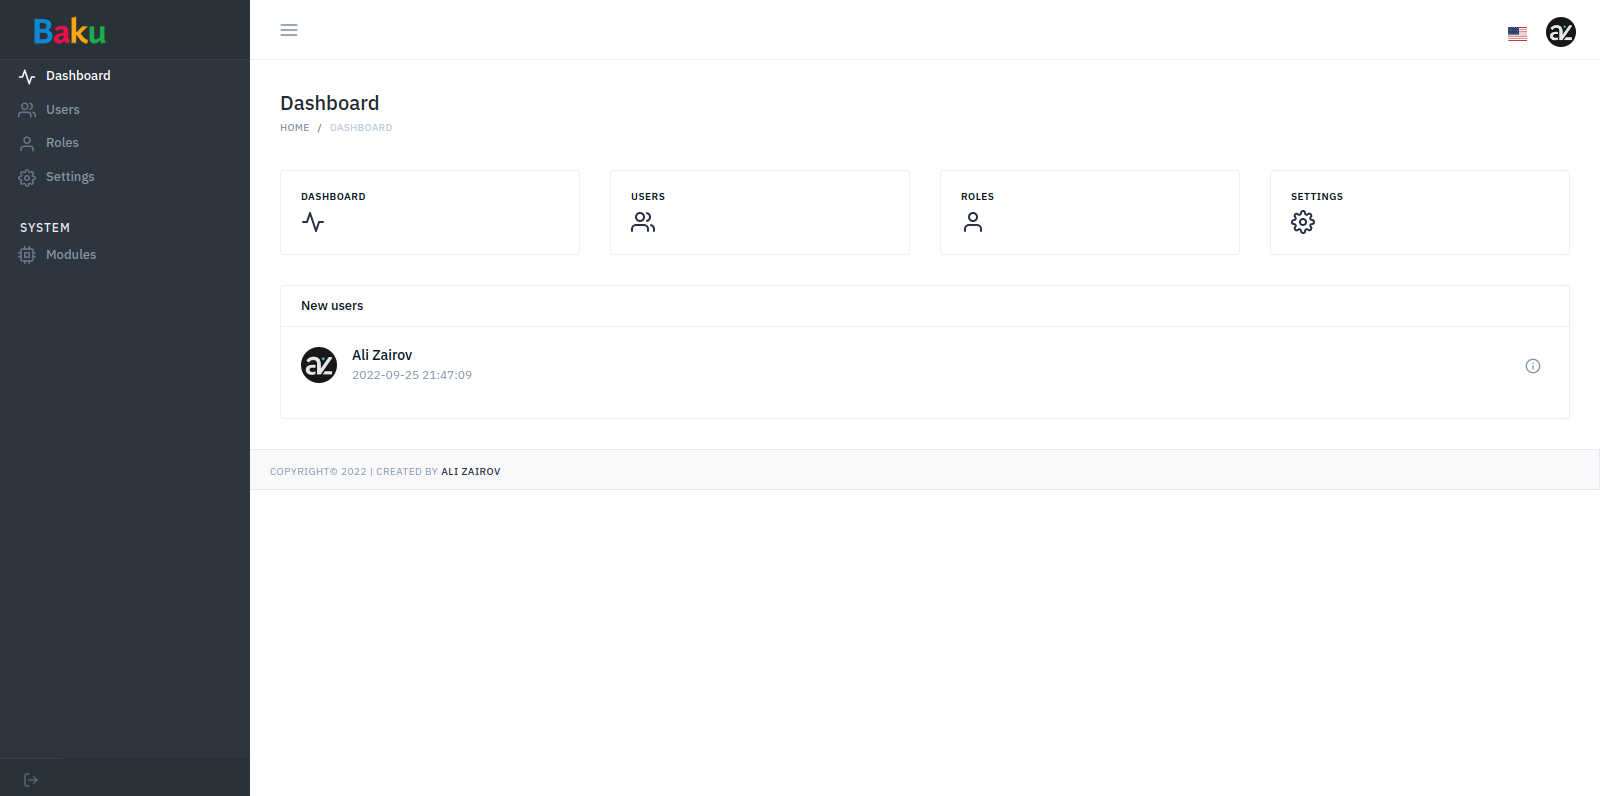 Baku
Dashboard
Users
Roles
Settings
SYSTEM
Modules
Dashboard
HOME / DASHBOARD
DASHBOARD
USERS
ROLES
SETTINGS
New users
Ali Zairov
2022-09-25 21:47:09
COPYRIGHT© 2022 | CREATED BY ALI ZAIROV